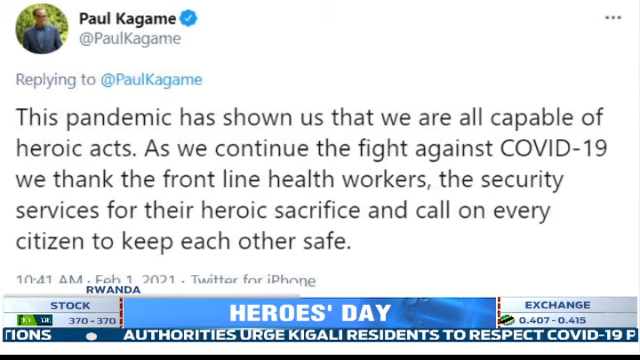 Paul Kagame
@PaulKagame
Replying to @PaulKagame
This pandemic has shown us that we are all capable of
heroic acts. As we continue the fight against COVID-19
we thank the front line health workers, the security
services for their heroic sacrifice and call on every
citizen to keep each other safe.
10:41 AM · Feb 1, 2021 · Twitter for iPhone
RWANDA
STOCK
HEROES' DAY
EXCHANGE
370 - 370
0.407 - 0.415
TIONS
AUTHORITIES URGE KIGALI RESIDENTS TO RESPECT COVID-19 P